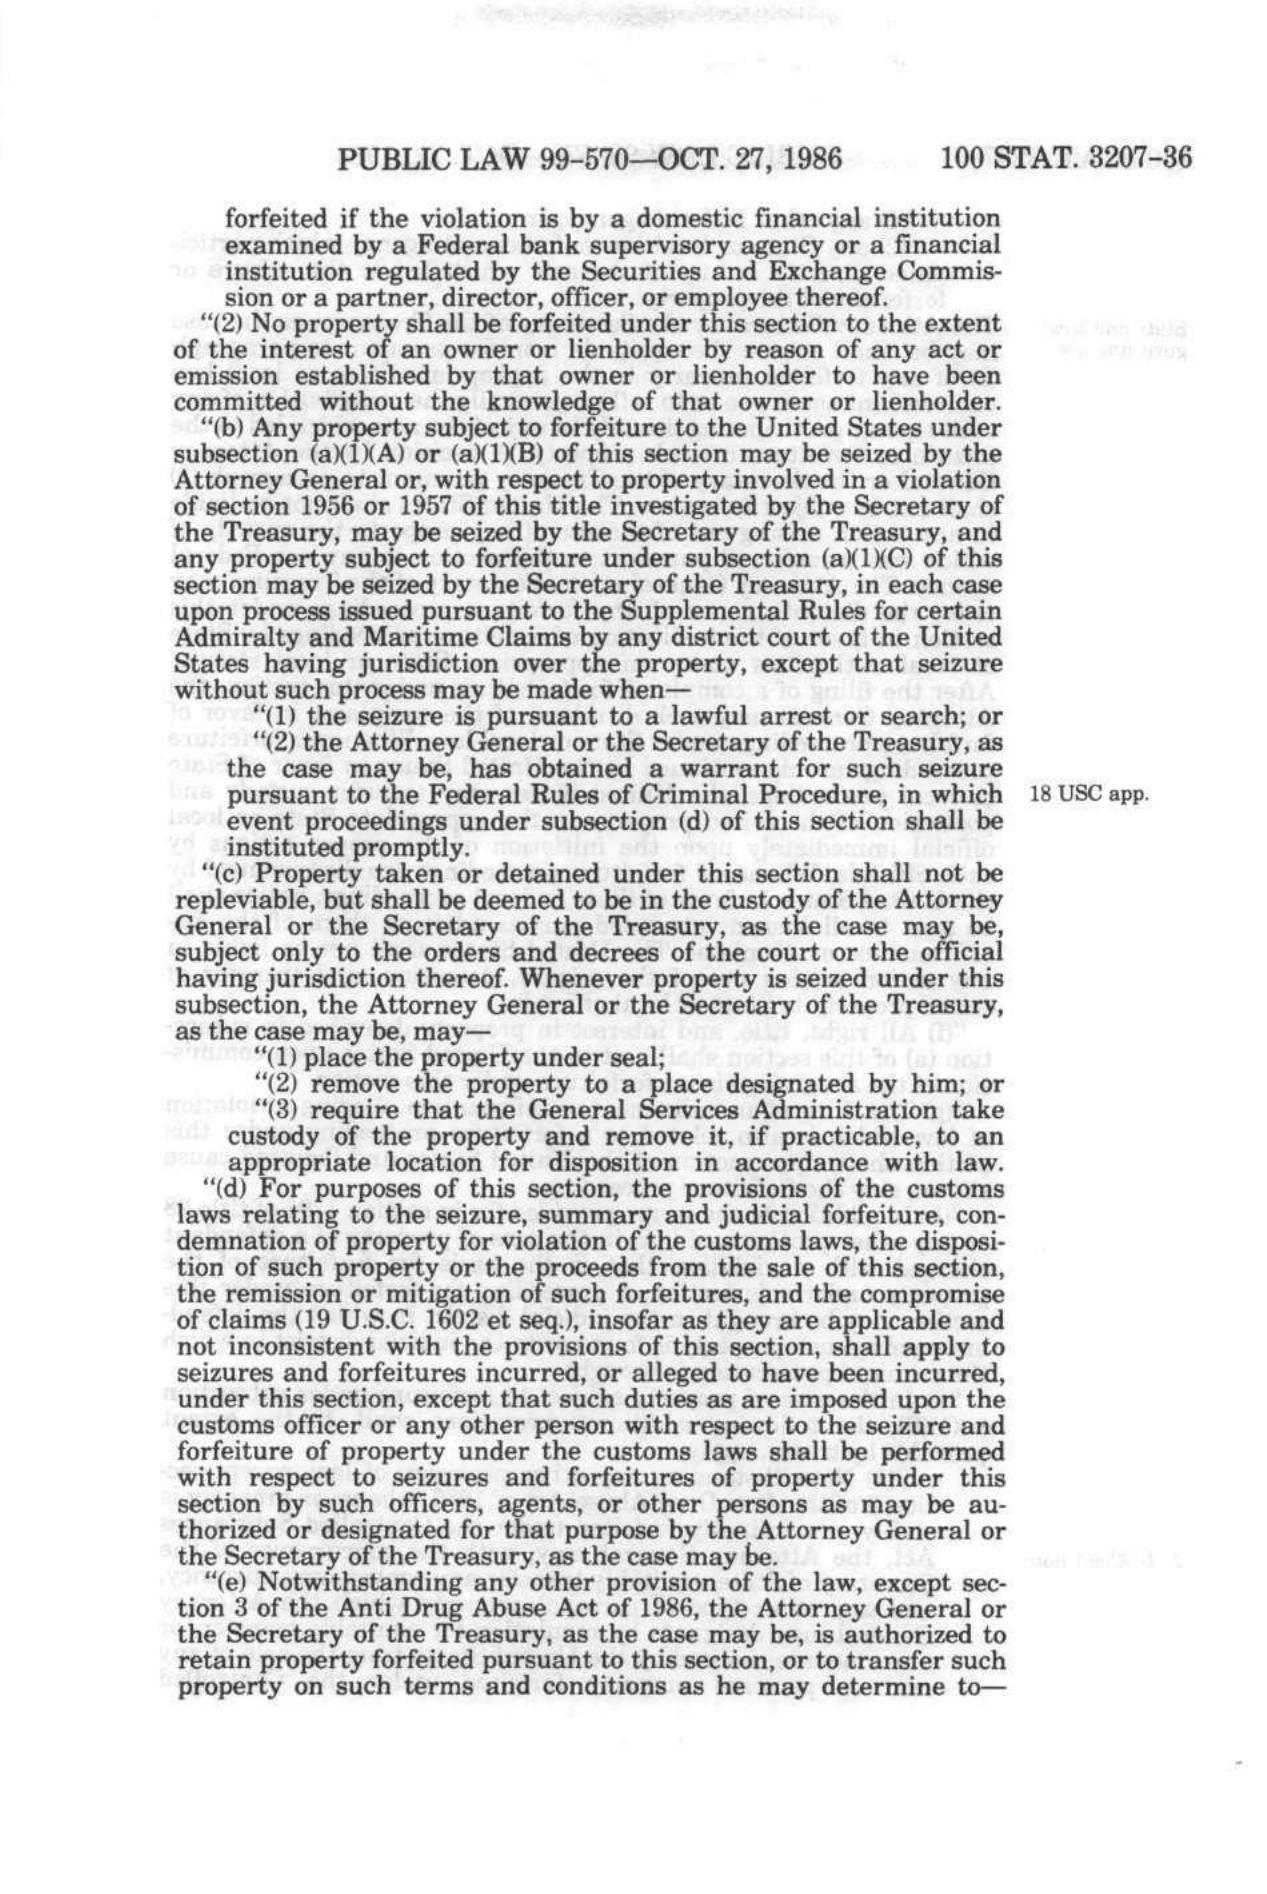 PUBLIC LAW 99–570—OCT. 27, 1986 100 STAT. 3207–36
forfeited if the violation is by a domestic financial institution
examined by a Federal bank supervisory agency or a financial
institution regulated by the Securities and Exchange Commis-
sion or a partner, director, officer, or employee thereof.
“(2) No property shall be forfeited under this section to the extent
of the interest of an owner or lienholder by reason of any act or
emission established by that owner or lienholder to have been
committed without the knowledge of that owner or lienholder.
“(b) Any property subject to forfeiture to the United States under
subsection (a)(1)(A) or (a)(1)(B) of this section may be seized by the
Attorney General or, with respect to property involved in a violation
of section 1956 or 1957 of this title investigated by the Secretary of
the Treasury, may be seized by the Secretary of the Treasury, and
any property subject to forfeiture under subsection (a)(1)(C) of this
section may be seized by the Secretary of the Treasury, in each case
upon process issued pursuant to the Supplemental Rules for certain
Admiralty and Maritime Claims by any district court of the United
States having jurisdiction over the property, except that seizure
without such process may be made when—
“(1) the seizure is pursuant to a lawful arrest or search; or
“(2) the Attorney General or the Secretary of the Treasury, as
the case may be, has obtained a warrant for such seizure
pursuant to the Federal Rules of Criminal Procedure, in which 18 USC app.
event proceedings under subsection (d) of this section shall be
instituted promptly.
“(c) Property taken or detained under this section shall not be
repleviable, but shall be deemed to be in the custody of the Attorney
General or the Secretary of the Treasury, as the case may be,
subject only to the orders and decrees of the court or the official
having jurisdiction thereof. Whenever property is seized under this
subsection, the Attorney General or the Secretary of the Treasury,
as the case may be, may—
“(1) place the property under seal;
“(2) remove the property to a place designated by him; or
“(3) require that the General Services Administration take
custody of the property and remove it, if practicable, to an
appropriate location for disposition in accordance with law.
“(d) For purposes of this section, the provisions of the customs
laws relating to the seizure, summary and judicial forfeiture, con-
demnation of property for violation of the customs laws, the disposi-
tion of such property or the proceeds from the sale of this section,
the remission or mitigation of such forfeitures, and the compromise
of claims (19 U.S.C. 1602 et seq.), insofar as they are applicable and
not inconsistent with the provisions of this section, shall apply to
seizures and forfeitures incurred, or alleged to have been incurred,
under this section, except that such duties as are imposed upon the
customs officer or any other person with respect to the seizure and
forfeiture of property under the customs laws shall be performed
with respect to seizures and forfeitures of property under this
section by such officers, agents, or other persons as may be au-
thorized or designated for that purpose by the Attorney General or
the Secretary of the Treasury, as the case may be.
“(e) Notwithstanding any other provision of the law, except sec-
tion 3 of the Anti Drug Abuse Act of 1986, the Attorney General or
the Secretary of the Treasury, as the case may be, is authorized to
retain property forfeited pursuant to this section, or to transfer such
property on such terms and conditions as he may determine to—